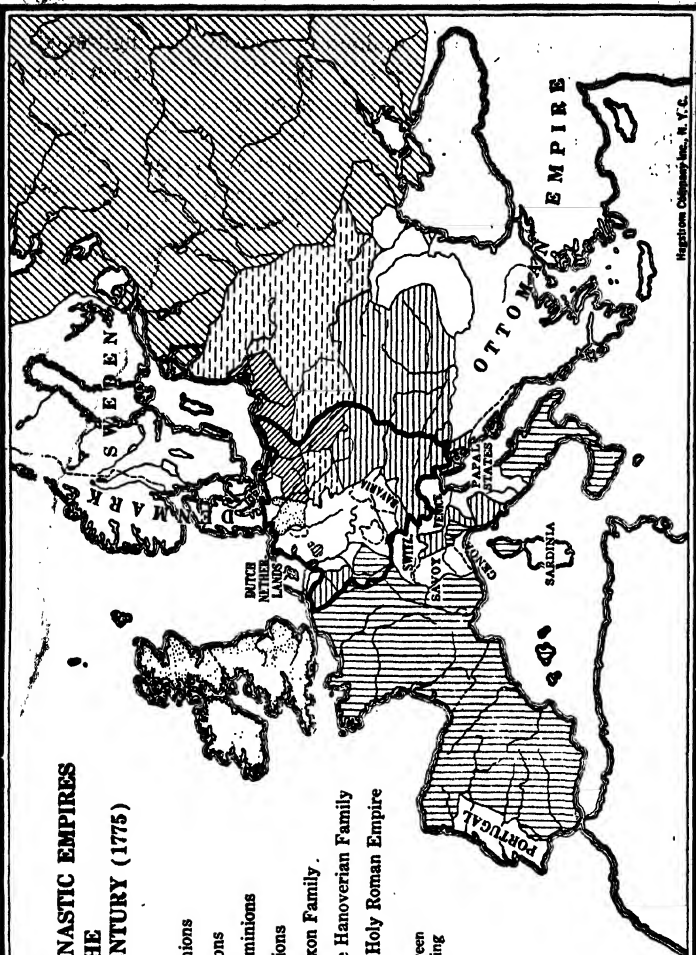 NASTIC EMPIRES
HE
NTURY (1775)
nions
ons
minions
ions
xon Family.
e Hanoverian Family
Holy Roman Empire
een
ing
SWEDEN
DENMARK
DUTCH
NETHER
LANDS
BAVARIA
SWITZ.
VENICE
SAVOY
GENOA
PAPAL
STATES
SARDINIA
PORTUGAL
OTTOMAN
EMPIRE
Hagstrom Company Inc., N. Y. C.